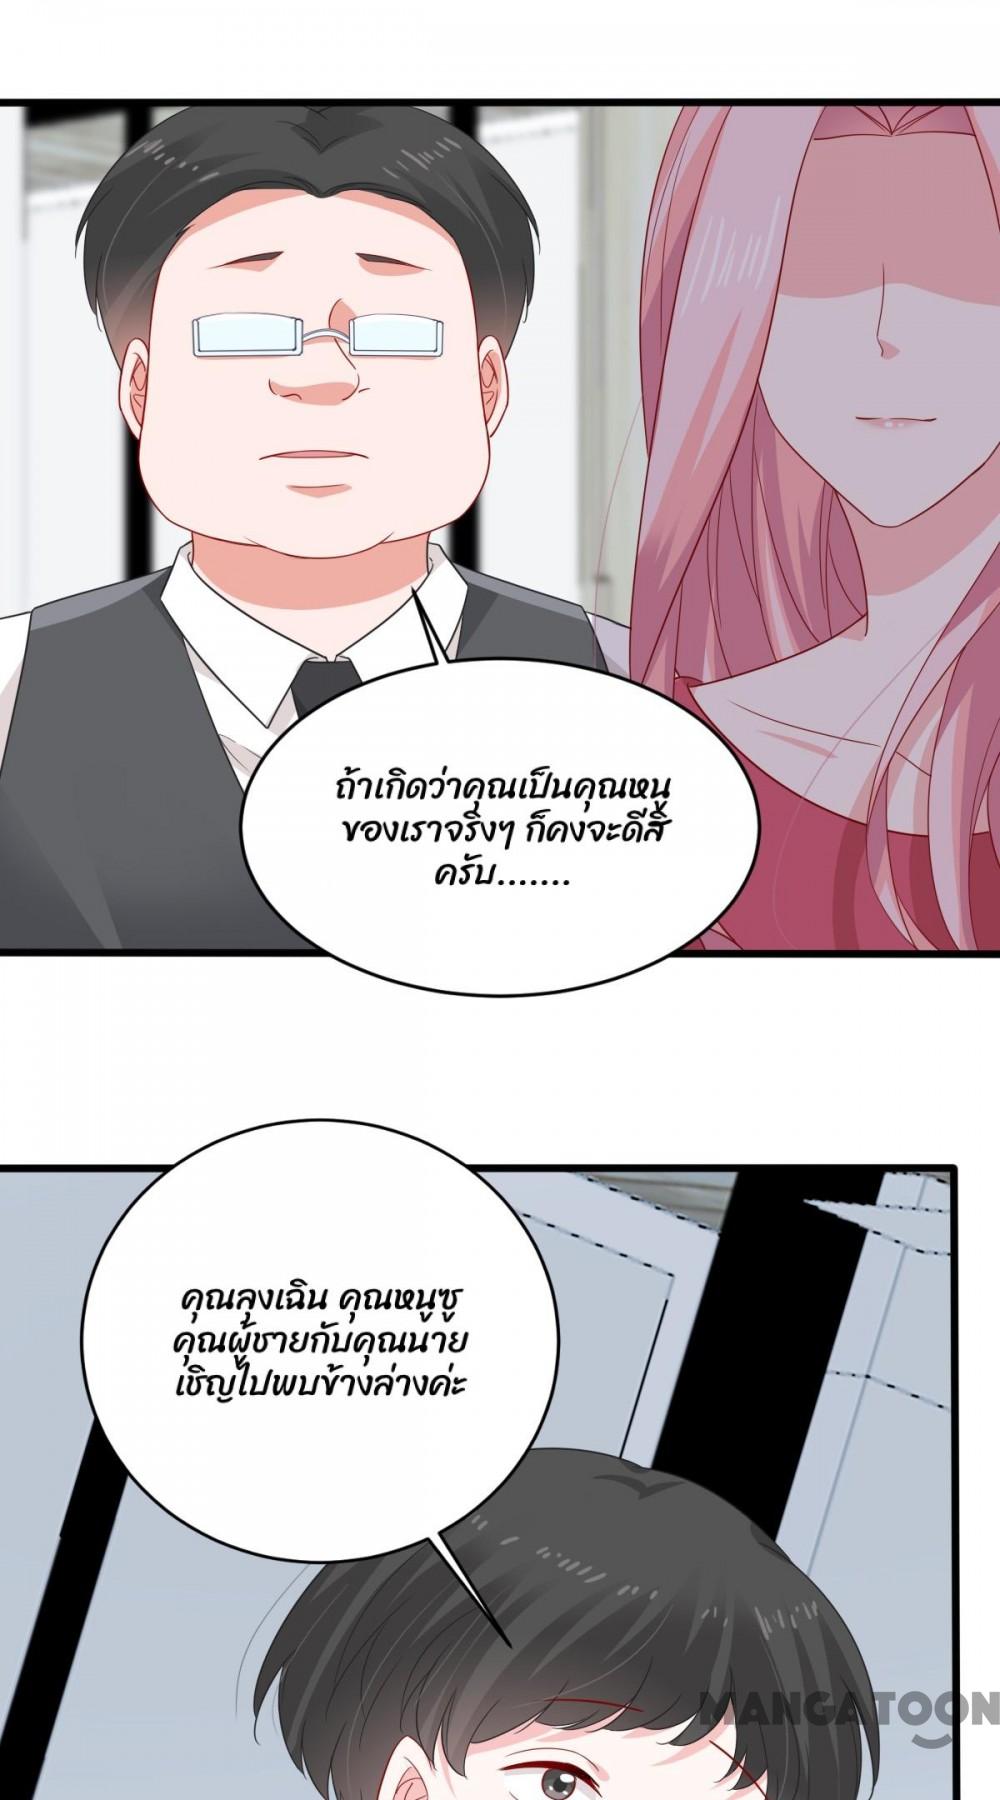 ถ้าเกิดว่าคุณเป็นคุณหนู
ของเราจริงๆ ก็คงจะดีสิ
ครับ.......
คุณลุงเฉิน คุณหนูซู
คุณผู้ชายกับคุณนาย
เชิญไปพบข้างล่างค่ะ
MANGATOON